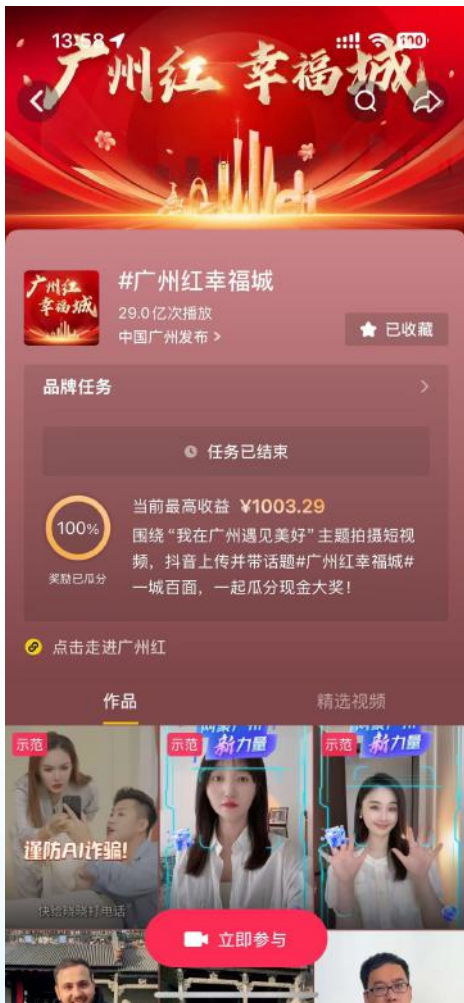 13:58
100
广州红 幸福城
广州红
幸福城
#广州红幸福城
29.0亿次播放
中国广州发布 >
已收藏
品牌任务
任务已结束
100%
奖励已瓜分
当前最高收益 ¥1003.29
围绕“我在广州遇见美好”主题拍摄短视
频，抖音上传并带话题#广州红幸福城#
一城百面，一起瓜分现金大奖！
点击走进广州红
作品
精选视频
示范
谨防AI诈骗!
快给晓晓打电话
示范
新力量
示范
新力量
立即参与